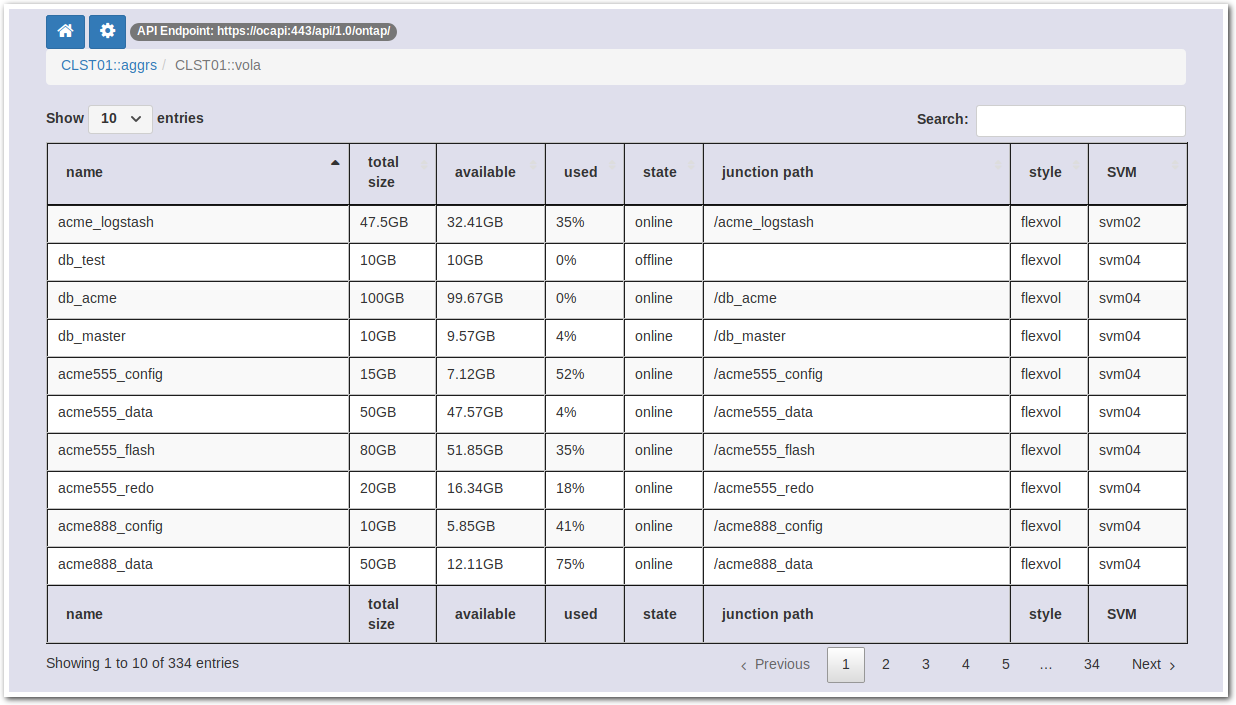 API Endpoint: https://ocapi:443/api/1.0/ontap/
CLST01::aggrs / CLST01::vola
Show 10 entries Search:
name total size available used state junction path style SVM
acme_logstash 47.5GB 32.41GB 35% online /acme_logstash flexvol svm02
db_test 10GB 10GB 0% offline flexvol svm04
db_acme 100GB 99.67GB 0% online /db_acme flexvol svm04
db_master 10GB 9.57GB 4% online /db_master flexvol svm04
acme555_config 15GB 7.12GB 52% online /acme555_config flexvol svm04
acme555_data 50GB 47.57GB 4% online /acme555_data flexvol svm04
acme555_flash 80GB 51.85GB 35% online /acme555_flash flexvol svm04
acme555_redo 20GB 16.34GB 18% online /acme555_redo flexvol svm04
acme888_config 10GB 5.85GB 41% online /acme888_config flexvol svm04
acme888_data 50GB 12.11GB 75% online /acme888_data flexvol svm04
name total size available used state junction path style SVM
Showing 1 to 10 of 334 entries ‹ Previous 1 2 3 4 5 … 34 Next ›